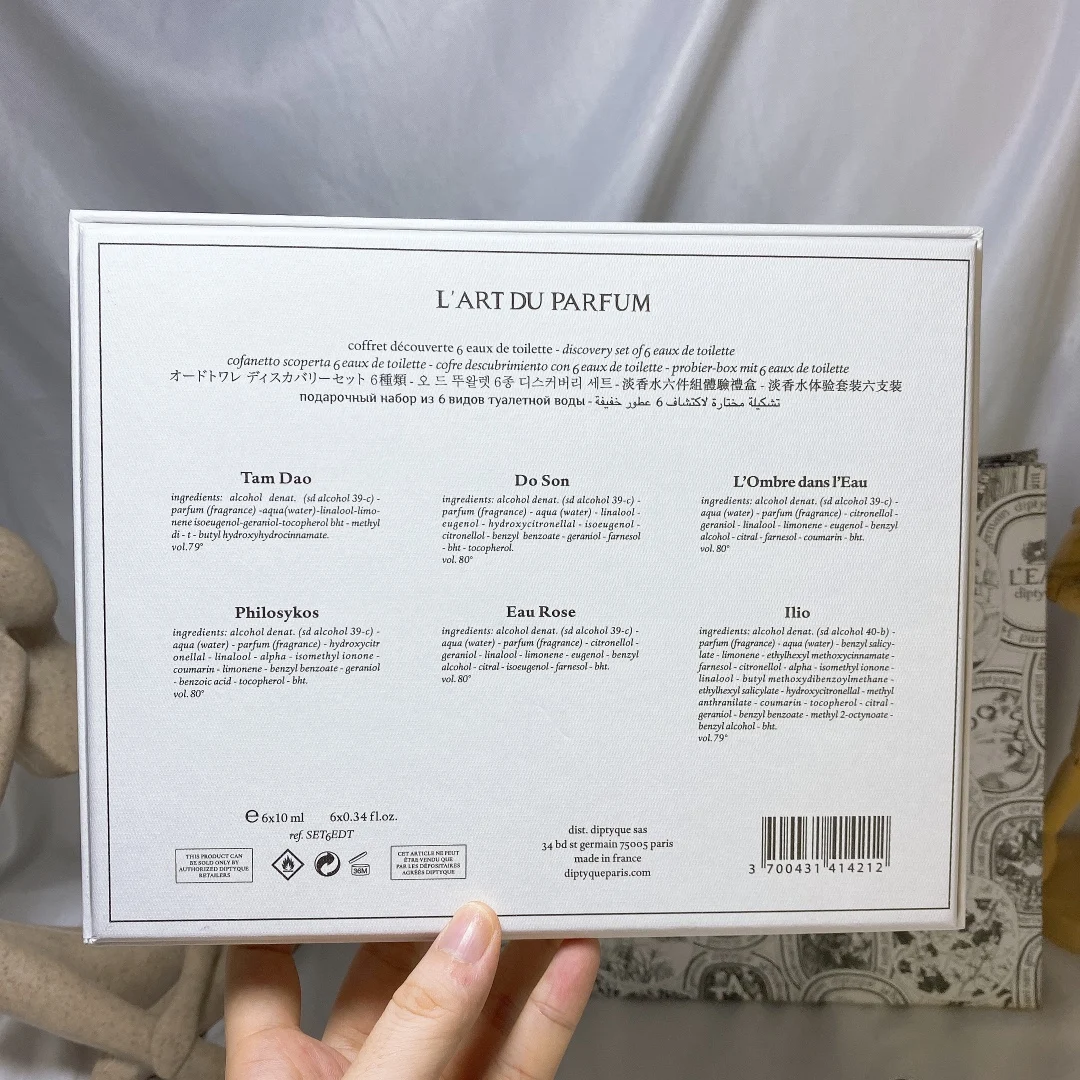 L'ART DU PARFUM
coffret découverte 6 eaux de toilette - discovery set of 6 eaux de toilette
cofanetto scoperta 6 eaux de toilette - cofre descubrimiento con 6 eaux de toilette - probier-box mit 6 eaux de toilette
オードトワレ ディスカバリーセット 6種類 - 오 드 뚜왈렛 6종 디스커버리 세트 - 淡香水六件組體驗禮盒 - 淡香水体验套装六支装
подарочный набор из 6 видов туалетной воды - تشكيلة مختارة لاكتشاف 6 عطور خفيفة
Tam Dao
ingredients: alcohol denat. (sd alcohol 39-c) -
parfum (fragrance) -aqua(water)-linalool-limo-
nene isoeugenol-geraniol-tocopherol bht - methyl
di - t - butyl hydroxyhydrocinnamate.
vol.79°
Do Son
ingredients: alcohol denat. (sd alcohol 39-c) -
parfum (fragrance) - aqua (water) - linalool -
eugenol - hydroxycitronellal - isoeugenol -
citronellol - benzyl benzoate - geraniol - farnesol
- bht - tocopherol.
vol. 80°
L'Ombre dans l'Eau
ingredients: alcohol denat. (sd alcohol 39-c) -
aqua (water) - parfum (fragrance) - citronellol -
geraniol - linalool - limonene - eugenol - benzyl
alcohol - citral - farnesol - coumarin - bht.
vol. 80°
Philosykos
ingredients: alcohol denat. (sd alcohol 39-c) -
aqua (water) - parfum (fragrance) - hydroxycitr
onellal - linalool - alpha - isomethyl ionone -
coumarin - limonene - benzyl benzoate - geraniol
- benzoic acid - tocopherol - bht.
vol. 80°
Eau Rose
ingredients: alcohol denat. (sd alcohol 39-c) -
aqua (water) - parfum (fragrance) - citronellol -
geraniol - linalool - limonene - eugenol - benzyl
alcohol - citral - isoeugenol - farnesol - bht.
vol. 80°
Ilio
ingredients: alcohol denat. (sd alcohol 40-b) -
parfum (fragrance) - aqua (water) - benzyl salicy-
late - limonene - ethylhexyl methoxycinnamate -
farnesol - citronellol - alpha - isomethyl ionone -
linalool - butyl methoxydibenzoylmethane -
ethylhexyl salicylate - hydroxycitronellal - methyl
anthranilate - coumarin - tocopherol - citral -
geraniol - benzyl benzoate - methyl 2-octynoate -
benzyl alcohol - bht.
vol.79°
℮ 6x10 ml 6x0.34 fl.oz.
ref. SET6EDT
THIS PRODUCT CAN
BE SOLD ONLY BY
AUTHORIZED DIPTYQUE
RETAILERS
36M
CET ARTICLE NE PEUT
ÊTRE VENDU QUE
PAR LES DÉPOSITAIRES
AGRÉÉS DIPTYQUE
dist. diptyque sas
34 bd st germain 75005 paris
made in france
diptyqueparis.com
3 700431 414212